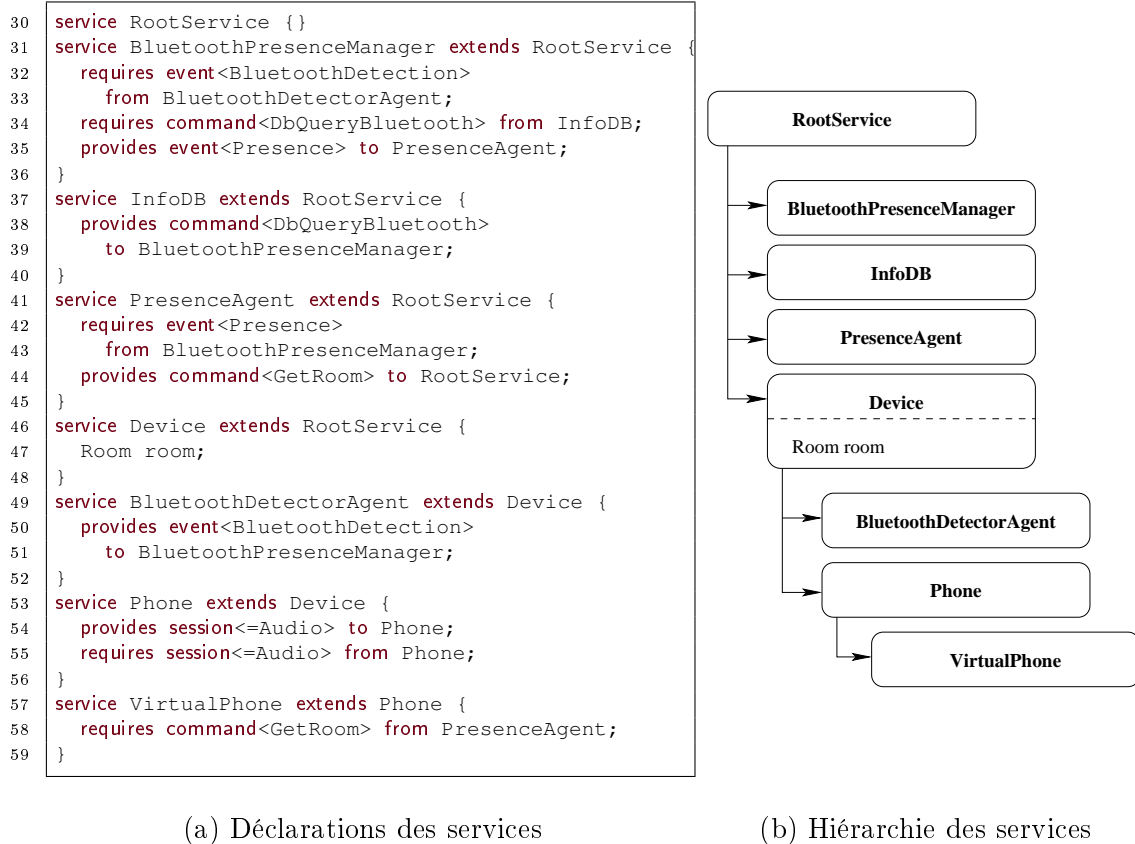 30 service RootService {}
31 service BluetoothPresenceManager extends RootService {
32 requires event<BluetoothDetection>
33 from BluetoothDetectorAgent;
34 requires command<DbQueryBluetooth> from InfoDB;
35 provides event<Presence> to PresenceAgent;
36 }
37 service InfoDB extends RootService {
38 provides command<DbQueryBluetooth>
39 to BluetoothPresenceManager;
40 }
41 service PresenceAgent extends RootService {
42 requires event<Presence>
43 from BluetoothPresenceManager;
44 provides command<GetRoom> to RootService;
45 }
46 service Device extends RootService {
47 Room room;
48 }
49 service BluetoothDetectorAgent extends Device {
50 provides event<BluetoothDetection>
51 to BluetoothPresenceManager;
52 }
53 service Phone extends Device {
54 provides session<=Audio> to Phone;
55 requires session<=Audio> from Phone;
56 }
57 service VirtualPhone extends Phone {
58 requires command<GetRoom> from PresenceAgent;
59 }
(a) Déclarations des services
RootService
BluetoothPresenceManager
InfoDB
PresenceAgent
Device
Room room
BluetoothDetectorAgent
Phone
VirtualPhone
(b) Hiérarchie des services